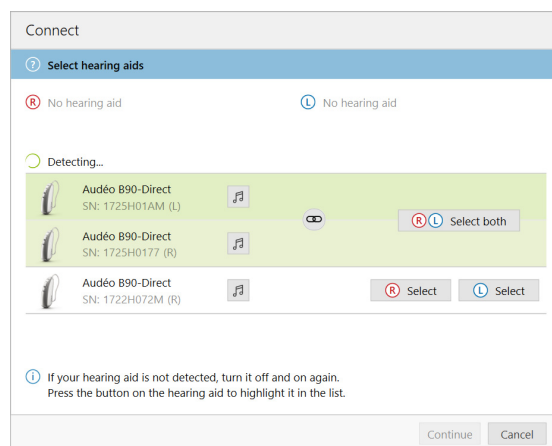 Connect
? Select hearing aids
R No hearing aid
L No hearing aid
Detecting...
Audéo B90-Direct
SN: 1725H01AM (L)
Audéo B90-Direct
SN: 1725H0177 (R)
R L Select both
Audéo B90-Direct
SN: 1722H072M (R)
R Select
L Select
i If your hearing aid is not detected, turn it off and on again.
Press the button on the hearing aid to highlight it in the list.
Continue
Cancel